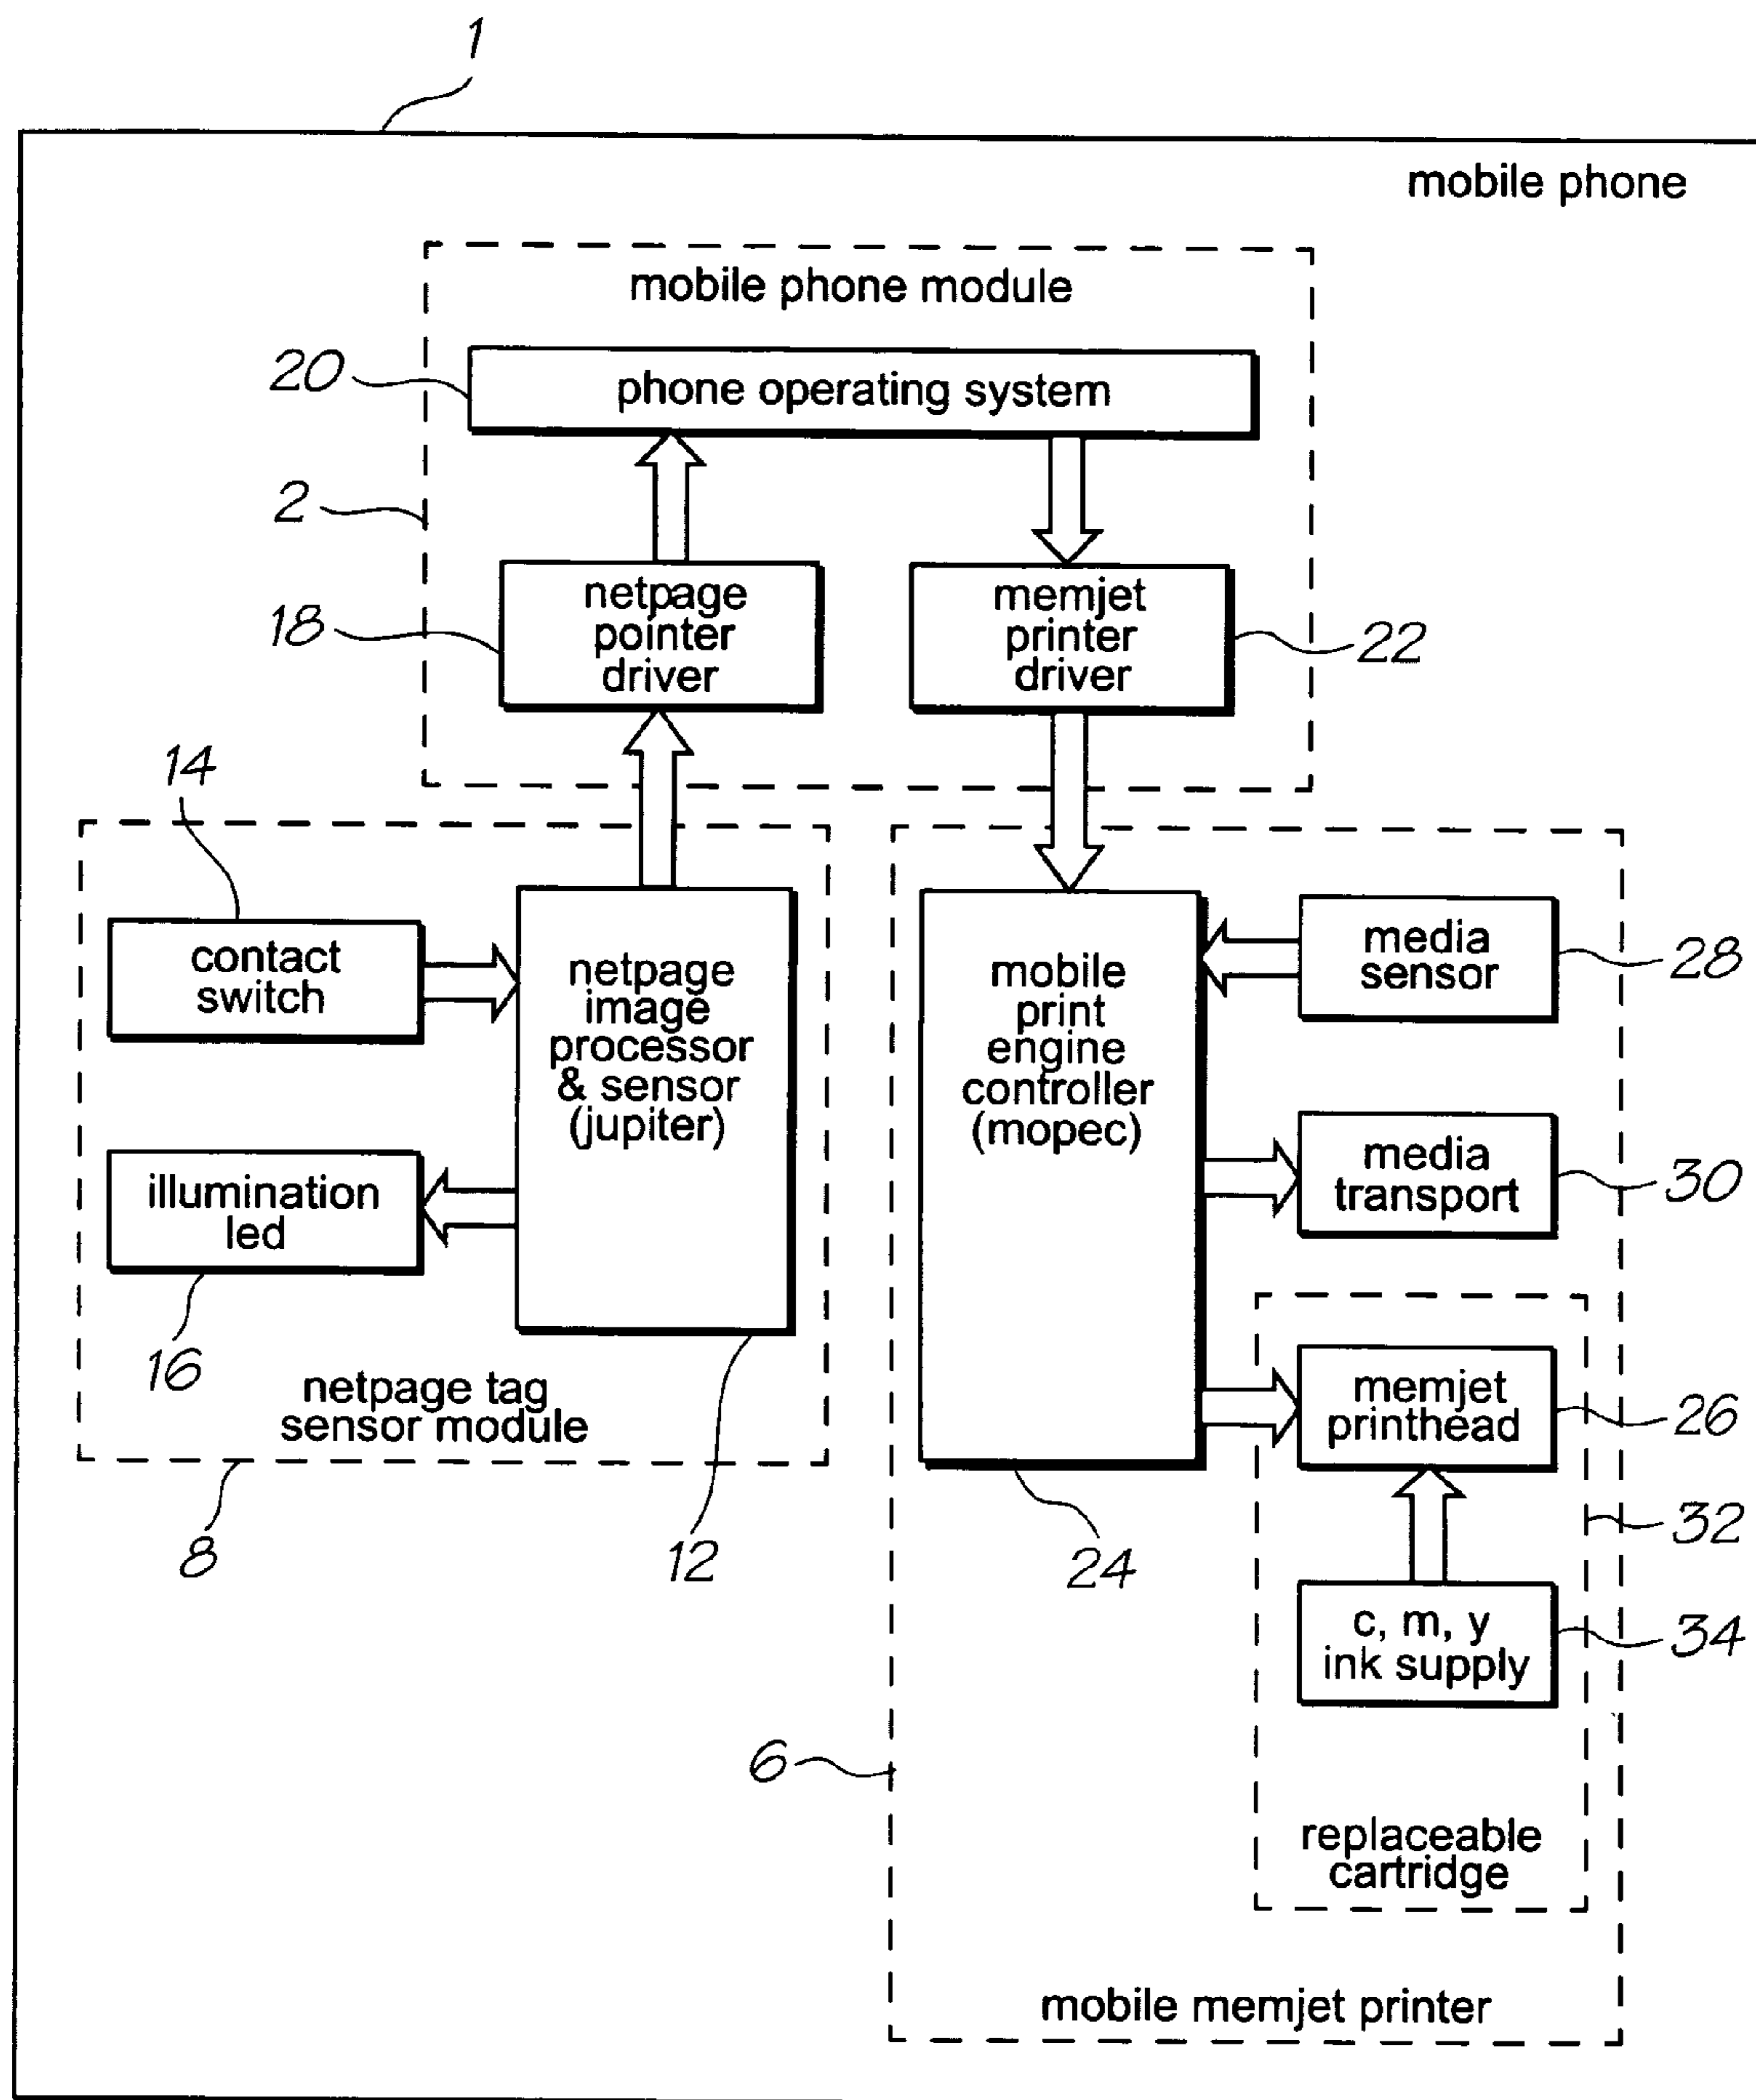 1
mobile phone
mobile phone module
20
phone operating system
2
netpage
pointer
driver
18
memjet
printer
driver
22
14
contact
switch
netpage
image
processor
& sensor
(jupiter)
illumination
led
16
netpage tag
sensor module
8
12
mobile
print
engine
controller
(mopec)
media
sensor
28
media
transport
30
memjet
printhead
26
24
32
c, m, y
ink supply
34
6
replaceable
cartridge
mobile memjet printer